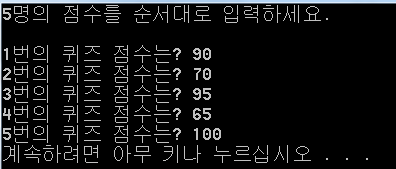 5명의 점수를 순서대로 입력하세요.
1번의 퀴즈 점수는? 90
2번의 퀴즈 점수는? 70
3번의 퀴즈 점수는? 95
4번의 퀴즈 점수는? 65
5번의 퀴즈 점수는? 100
계속하려면 아무 키나 누르십시오 . . .